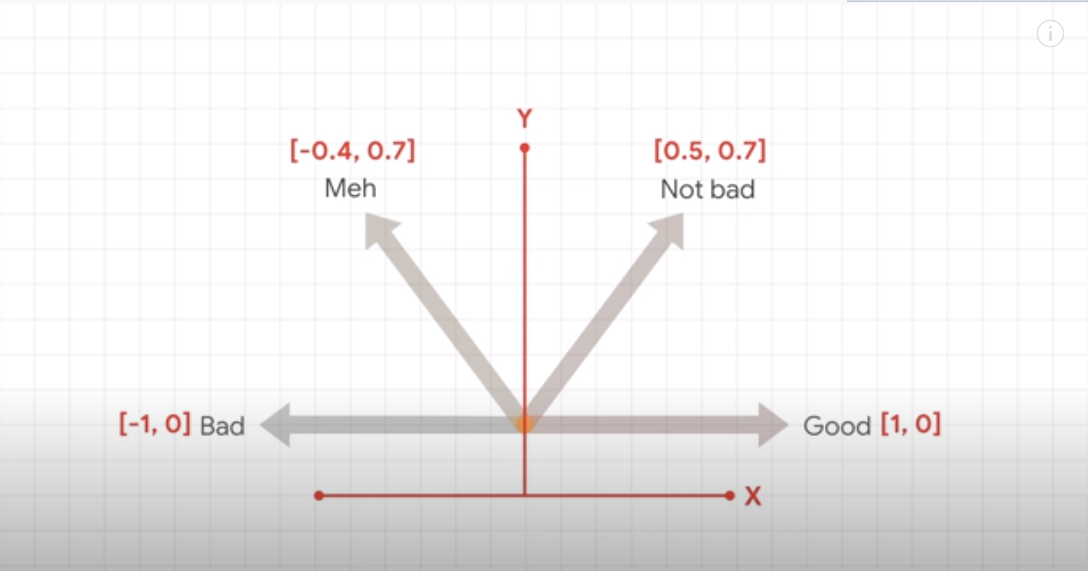 Y
[-0.4, 0.7] [0.5, 0.7]
Meh Not bad
[-1, 0] Bad Good [1, 0]
X